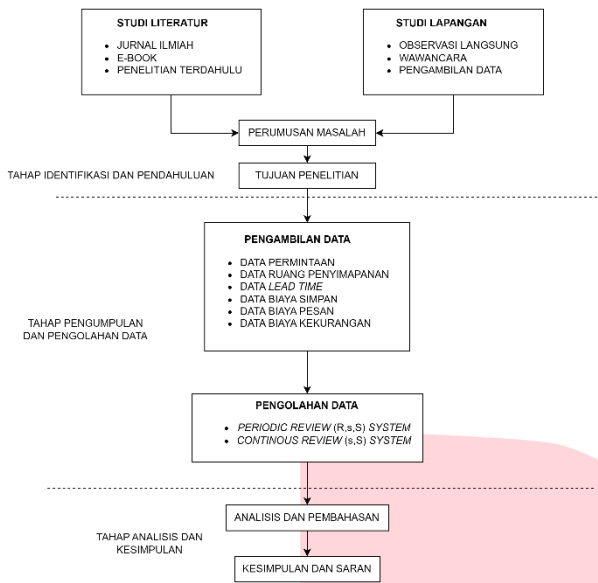 STUDI LITERATUR
• JURNAL ILMIAH
• E-BOOK
• PENELITIAN TERDAHULU
STUDI LAPANGAN
• OBSERVASI LANGSUNG
• WAWANCARA
• PENGAMBILAN DATA
PERUMUSAN MASALAH
TAHAP IDENTIFIKASI DAN PENDAHULUAN
TUJUAN PENELITIAN
PENGAMBILAN DATA
• DATA PERMINTAAN
• DATA RUANG PENYIMAPANAN
• DATA LEAD TIME
• DATA BIAYA SIMPAN
• DATA BIAYA PESAN
• DATA BIAYA KEKURANGAN
TAHAP PENGUMPULAN
DAN PENGOLAHAN DATA
PENGOLAHAN DATA
• PERIODIC REVIEW (R,s,S) SYSTEM
• CONTINOUS REVIEW (s,S) SYSTEM
ANALISIS DAN PEMBAHASAN
TAHAP ANALISIS DAN
KESIMPULAN
KESIMPULAN DAN SARAN